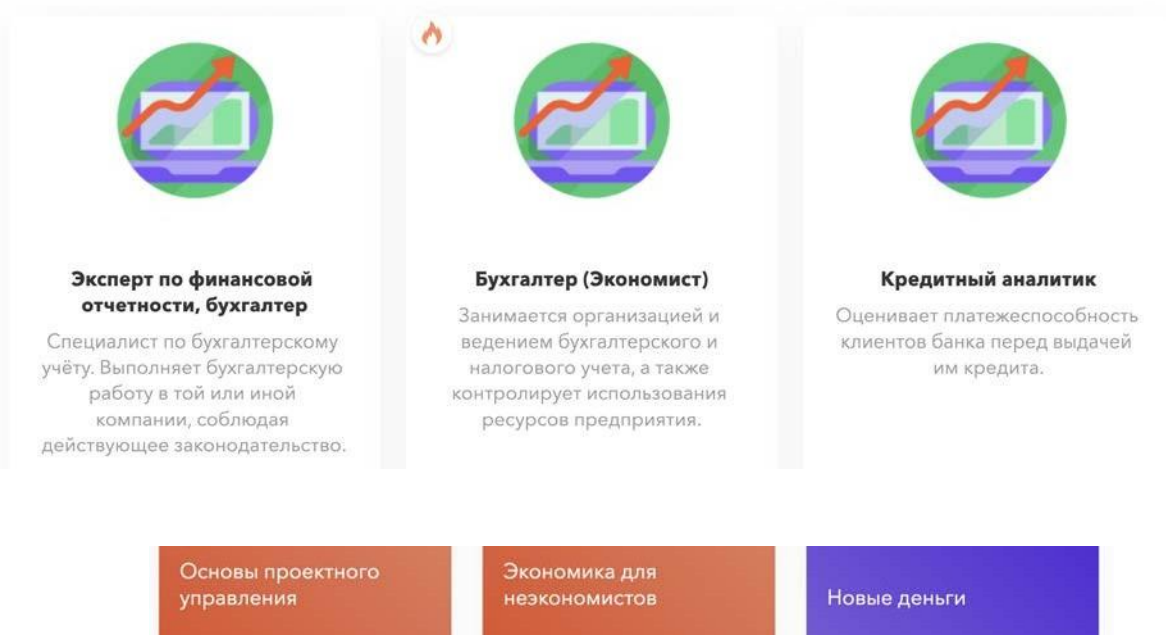 Эксперт по финансовой
отчетности, бухгалтер
Специалист по бухгалтерскому
учёту. Выполняет бухгалтерскую
работу в той или иной
компании, соблюдая
действующее законодательство.
Бухгалтер (Экономист)
Занимается организацией и
ведением бухгалтерского и
налогового учета, а также
контролирует использования
ресурсов предприятия.
Кредитный аналитик
Оценивает платежеспособность
клиентов банка перед выдачей
им кредита.
Основы проектного
управления
Экономика для
неэкономистов
Новые деньги